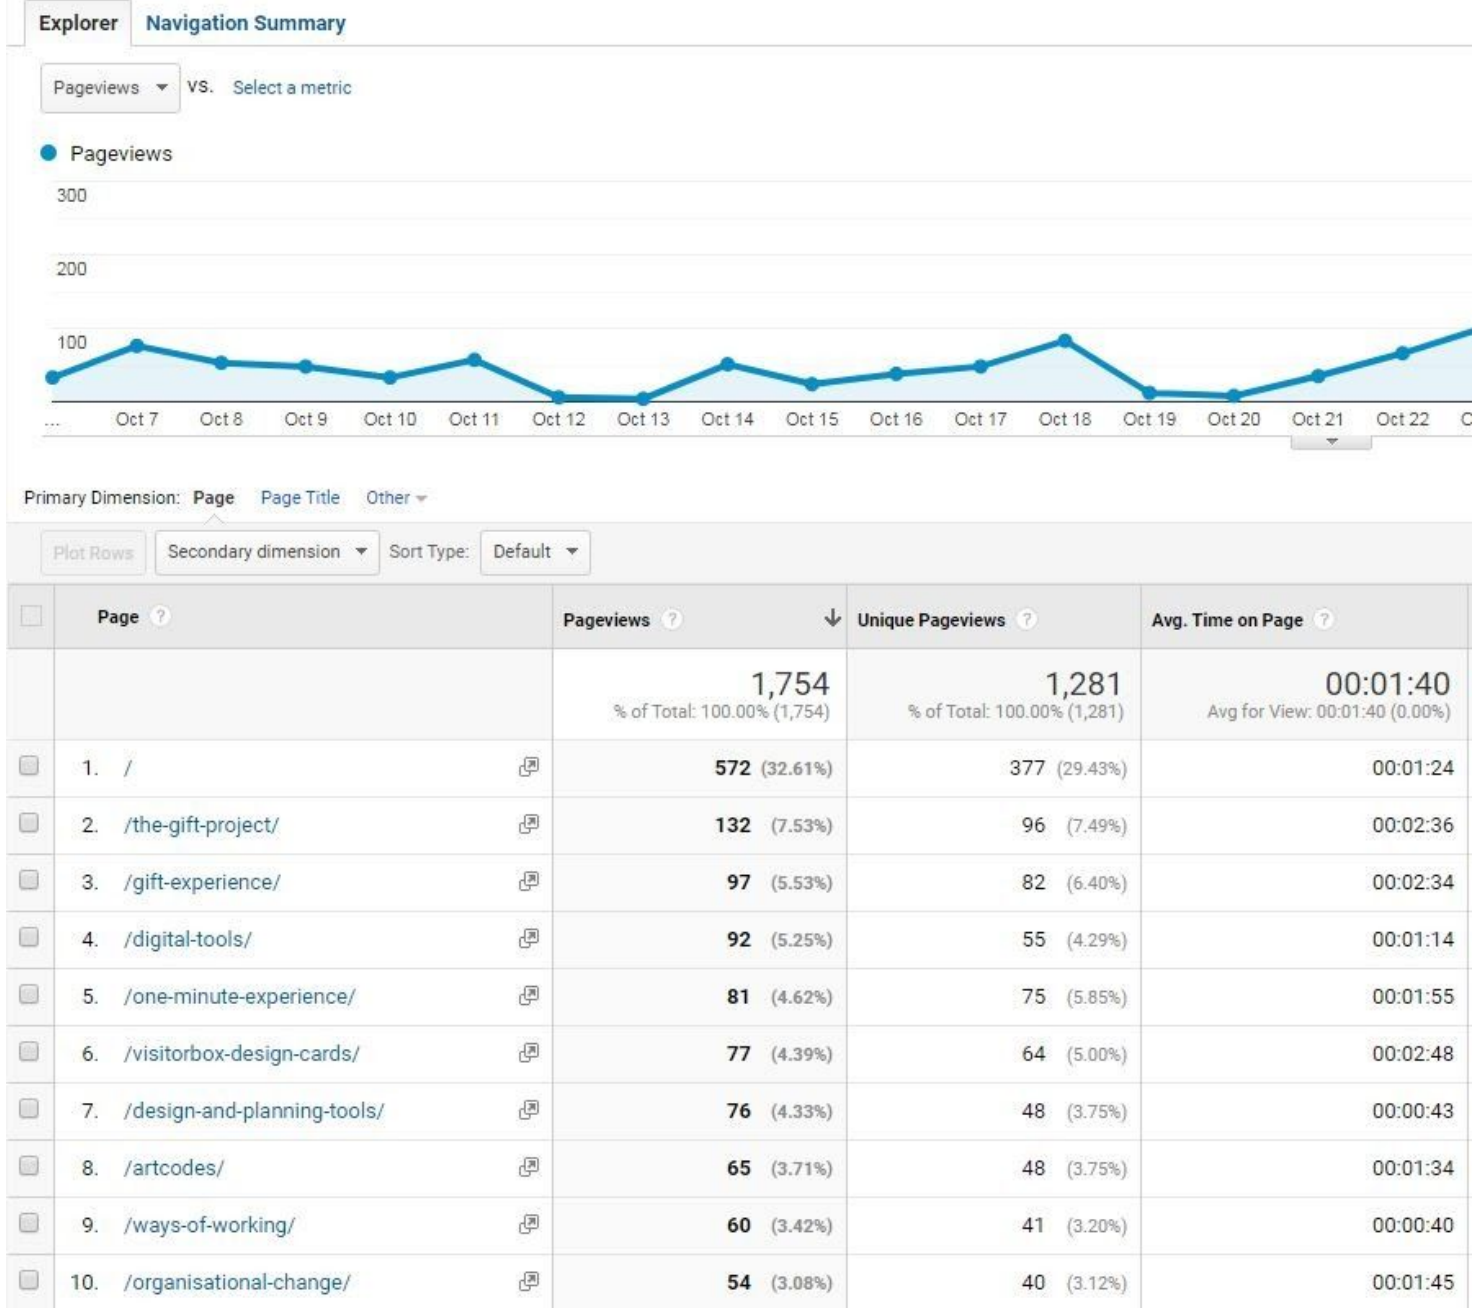 Explorer Navigation Summary
Pageviews VS. Select a metric
Pageviews
300
200
100
... Oct 7 Oct 8 Oct 9 Oct 10 Oct 11 Oct 12 Oct 13 Oct 14 Oct 15 Oct 16 Oct 17 Oct 18 Oct 19 Oct 20 Oct 21 Oct 22
Primary Dimension: Page Page Title Other
Plot Rows Secondary dimension Sort Type: Default
Page ? Pageviews ? Unique Pageviews ? Avg. Time on Page ?
1,754 1,281 00:01:40
% of Total: 100.00% (1,754) % of Total: 100.00% (1,281) Avg for View: 00:01:40 (0.00%)
1. / 572 (32.61%) 377 (29.43%) 00:01:24
2. /the-gift-project/ 132 (7.53%) 96 (7.49%) 00:02:36
3. /gift-experience/ 97 (5.53%) 82 (6.40%) 00:02:34
4. /digital-tools/ 92 (5.25%) 55 (4.29%) 00:01:14
5. /one-minute-experience/ 81 (4.62%) 75 (5.85%) 00:01:55
6. /visitorbox-design-cards/ 77 (4.39%) 64 (5.00%) 00:02:48
7. /design-and-planning-tools/ 76 (4.33%) 48 (3.75%) 00:00:43
8. /artcodes/ 65 (3.71%) 48 (3.75%) 00:01:34
9. /ways-of-working/ 60 (3.42%) 41 (3.20%) 00:00:40
10. /organisational-change/ 54 (3.08%) 40 (3.12%) 00:01:45